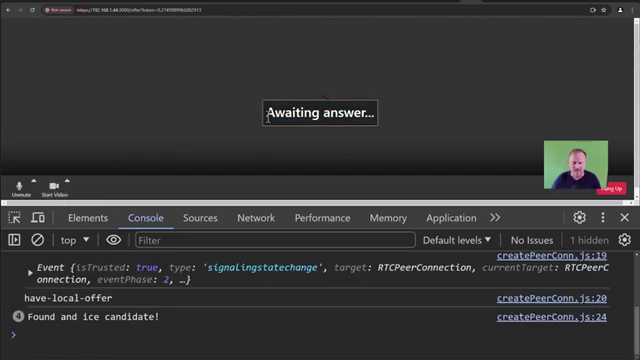 Not secure https://192.168.1.44:3000/offer?token=0.2749899966502913
Awaiting answer...
Unmute
Start Video
Hang Up
Elements Console Sources Network Performance Memory Application
top Filter Default levels No Issues 1 hidden
createPeerConn.js:19
Event {isTrusted: true, type: 'signalingstatechange', target: RTCPeerConnection, currentTarget: RTCPeerC
onnection, eventPhase: 2, …}
have-local-offer createPeerConn.js:20
4 Found and ice candidate! createPeerConn.js:24